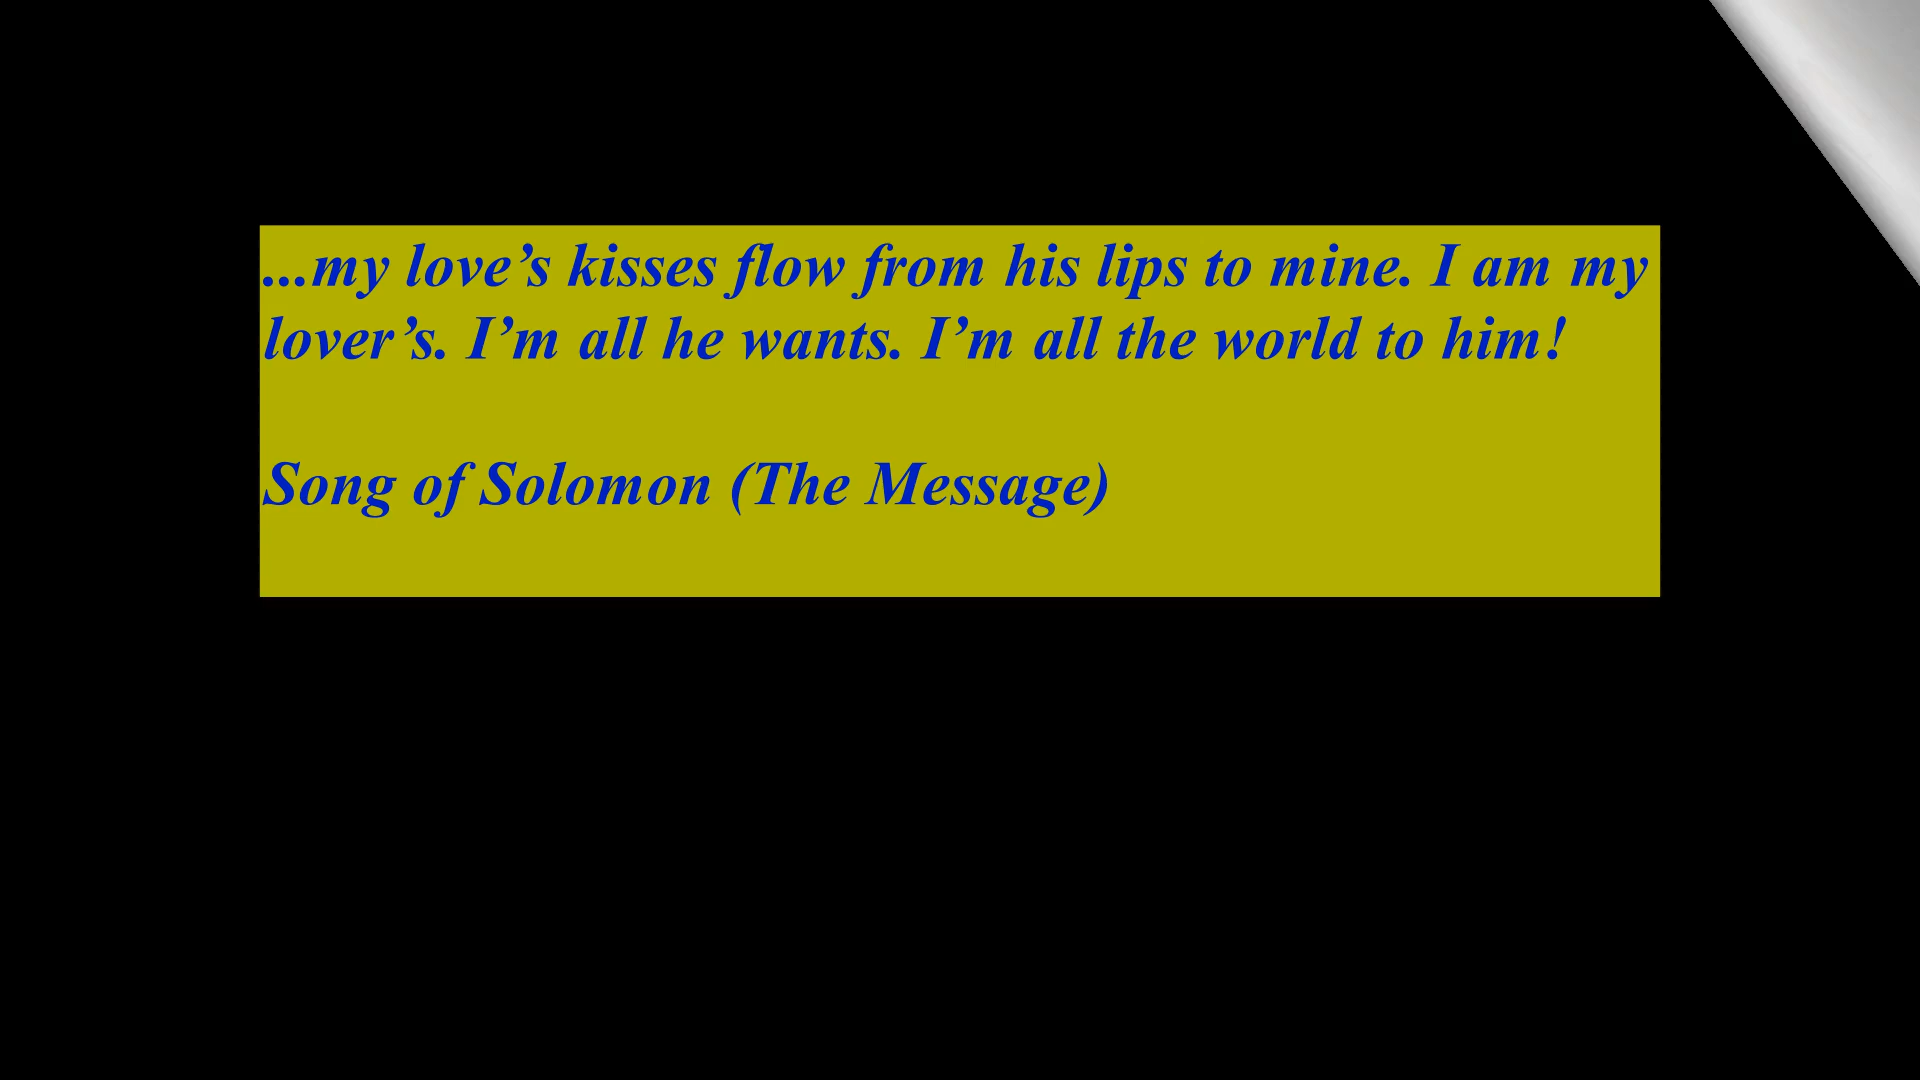 ...my love’s kisses flow from his lips to mine. I am my
lover’s. I’m all he wants. I’m all the world to him!
Song of Solomon (The Message)